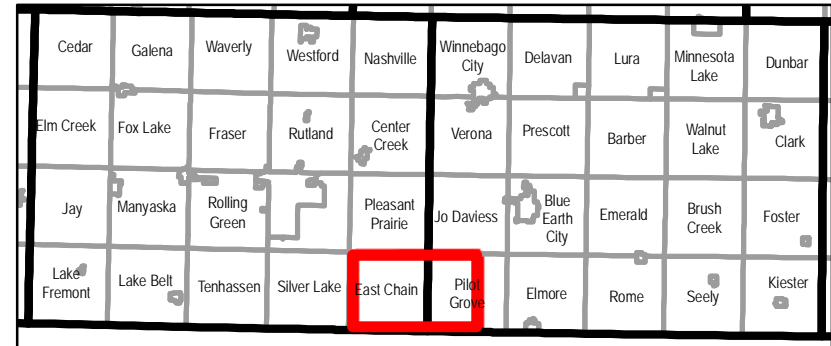 Cedar
Galena
Waverly
Westford
Nashville
Winnebago
City
Delavan
Lura
Minnesota
Lake
Dunbar
Elm Creek
Fox Lake
Fraser
Rutland
Center
Creek
Verona
Prescott
Barber
Walnut
Lake
Clark
Jay
Manyaska
Rolling
Green
Pleasant
Prairie
Jo Daviess
Blue
Earth
City
Emerald
Brush
Creek
Foster
Lake
Fremont
Lake Belt
Tenhassen
Silver Lake
East Chain
Pilot
Grove
Elmore
Rome
Seely
Kiester